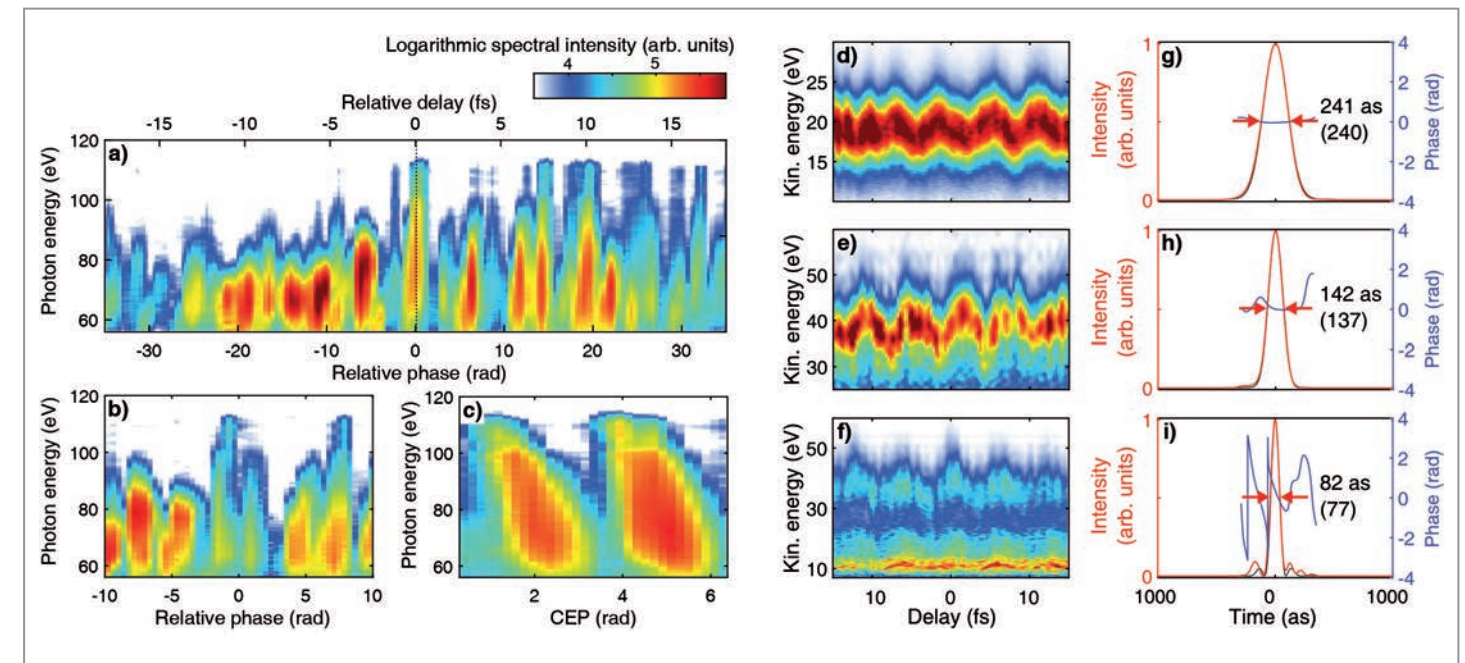 Logarithmic spectral intensity (arb. units)
4 5
Relative delay (fs)
-15 -10 -5 0 5 10 15
a)
Photon energy (eV)
120
100
80
60
-30 -20 -10 0 10 20 30
Relative phase (rad)
b)
Photon energy (eV)
120
100
80
60
-10 -5 0 5 10
Relative phase (rad)
c)
Photon energy (eV)
120
100
80
60
2 4 6
CEP (rad)
d)
Kin. energy (eV)
25
20
15
e)
Kin. energy (eV)
50
40
30
f)
Kin. energy (eV)
50
30
10
10 0 10
Delay (fs)
g)
Intensity
(arb. units)
1
0
241 as
(240)
4
2
0
-2
-4
Phase (rad)
h)
Intensity
(arb. units)
1
0
142 as
(137)
4
2
0
-2
-4
Phase (rad)
i)
Intensity
(arb. units)
1
0
82 as
(77)
4
2
0
-2
-4
Phase (rad)
1000 0 1000
Time (as)